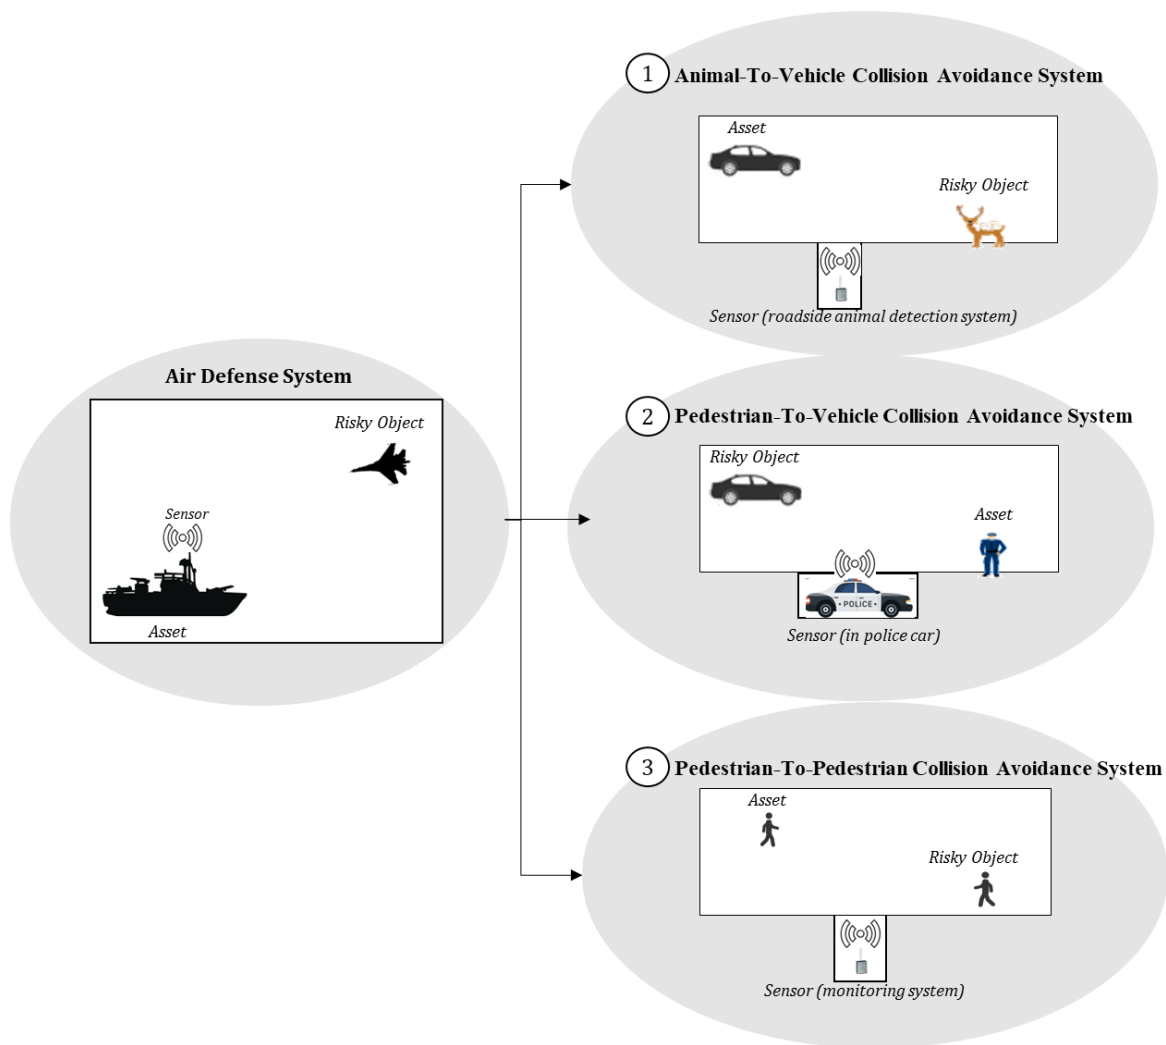 Air Defense System
Risky Object
Sensor
Asset
1 Animal-To-Vehicle Collision Avoidance System
Asset
Risky Object
Sensor (roadside animal detection system)
2 Pedestrian-To-Vehicle Collision Avoidance System
Risky Object
Asset
POLICE
Sensor (in police car)
3 Pedestrian-To-Pedestrian Collision Avoidance System
Asset
Risky Object
Sensor (monitoring system)